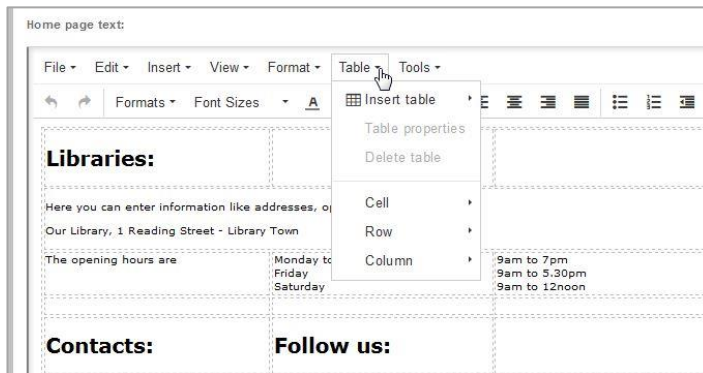 Home page text:
File Edit Insert View Format Table Tools
Formats Font Sizes A
Insert table
Table properties
Delete table
Cell
Row
Column
Libraries:
Here you can enter information like addresses,
Our Library, 1 Reading Street - Library Town
The opening hours are
Monday to 9am to 7pm
Friday 9am to 5.30pm
Saturday 9am to 12noon
Contacts: Follow us: